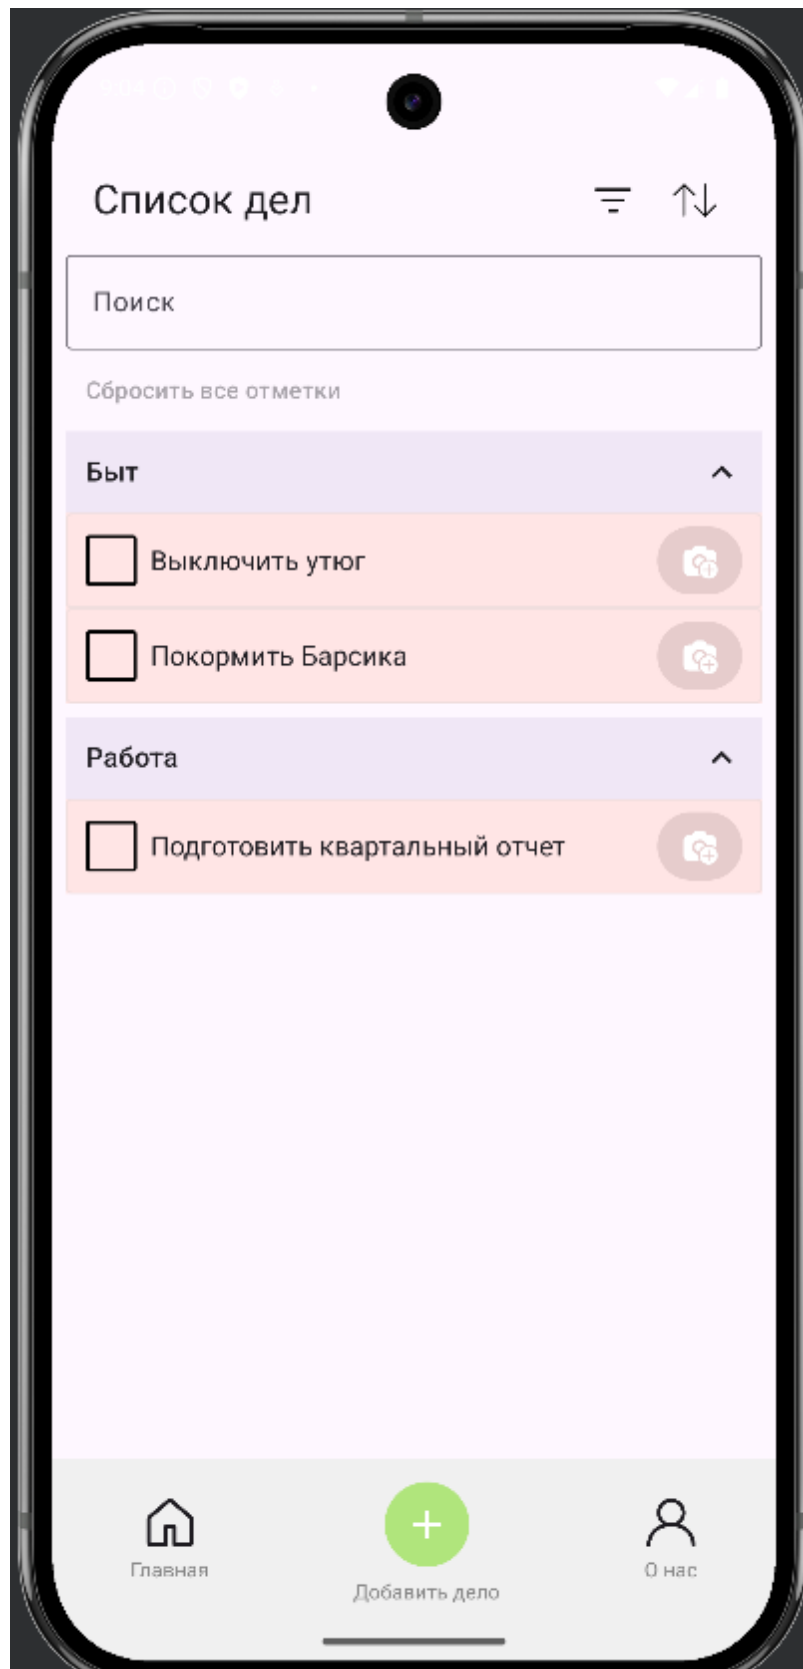 Список дел
Поиск
Сбросить все отметки
Быт
Выключить утюг
Покормить Барсика
Работа
Подготовить квартальный отчет
Главная
Добавить дело
О нас